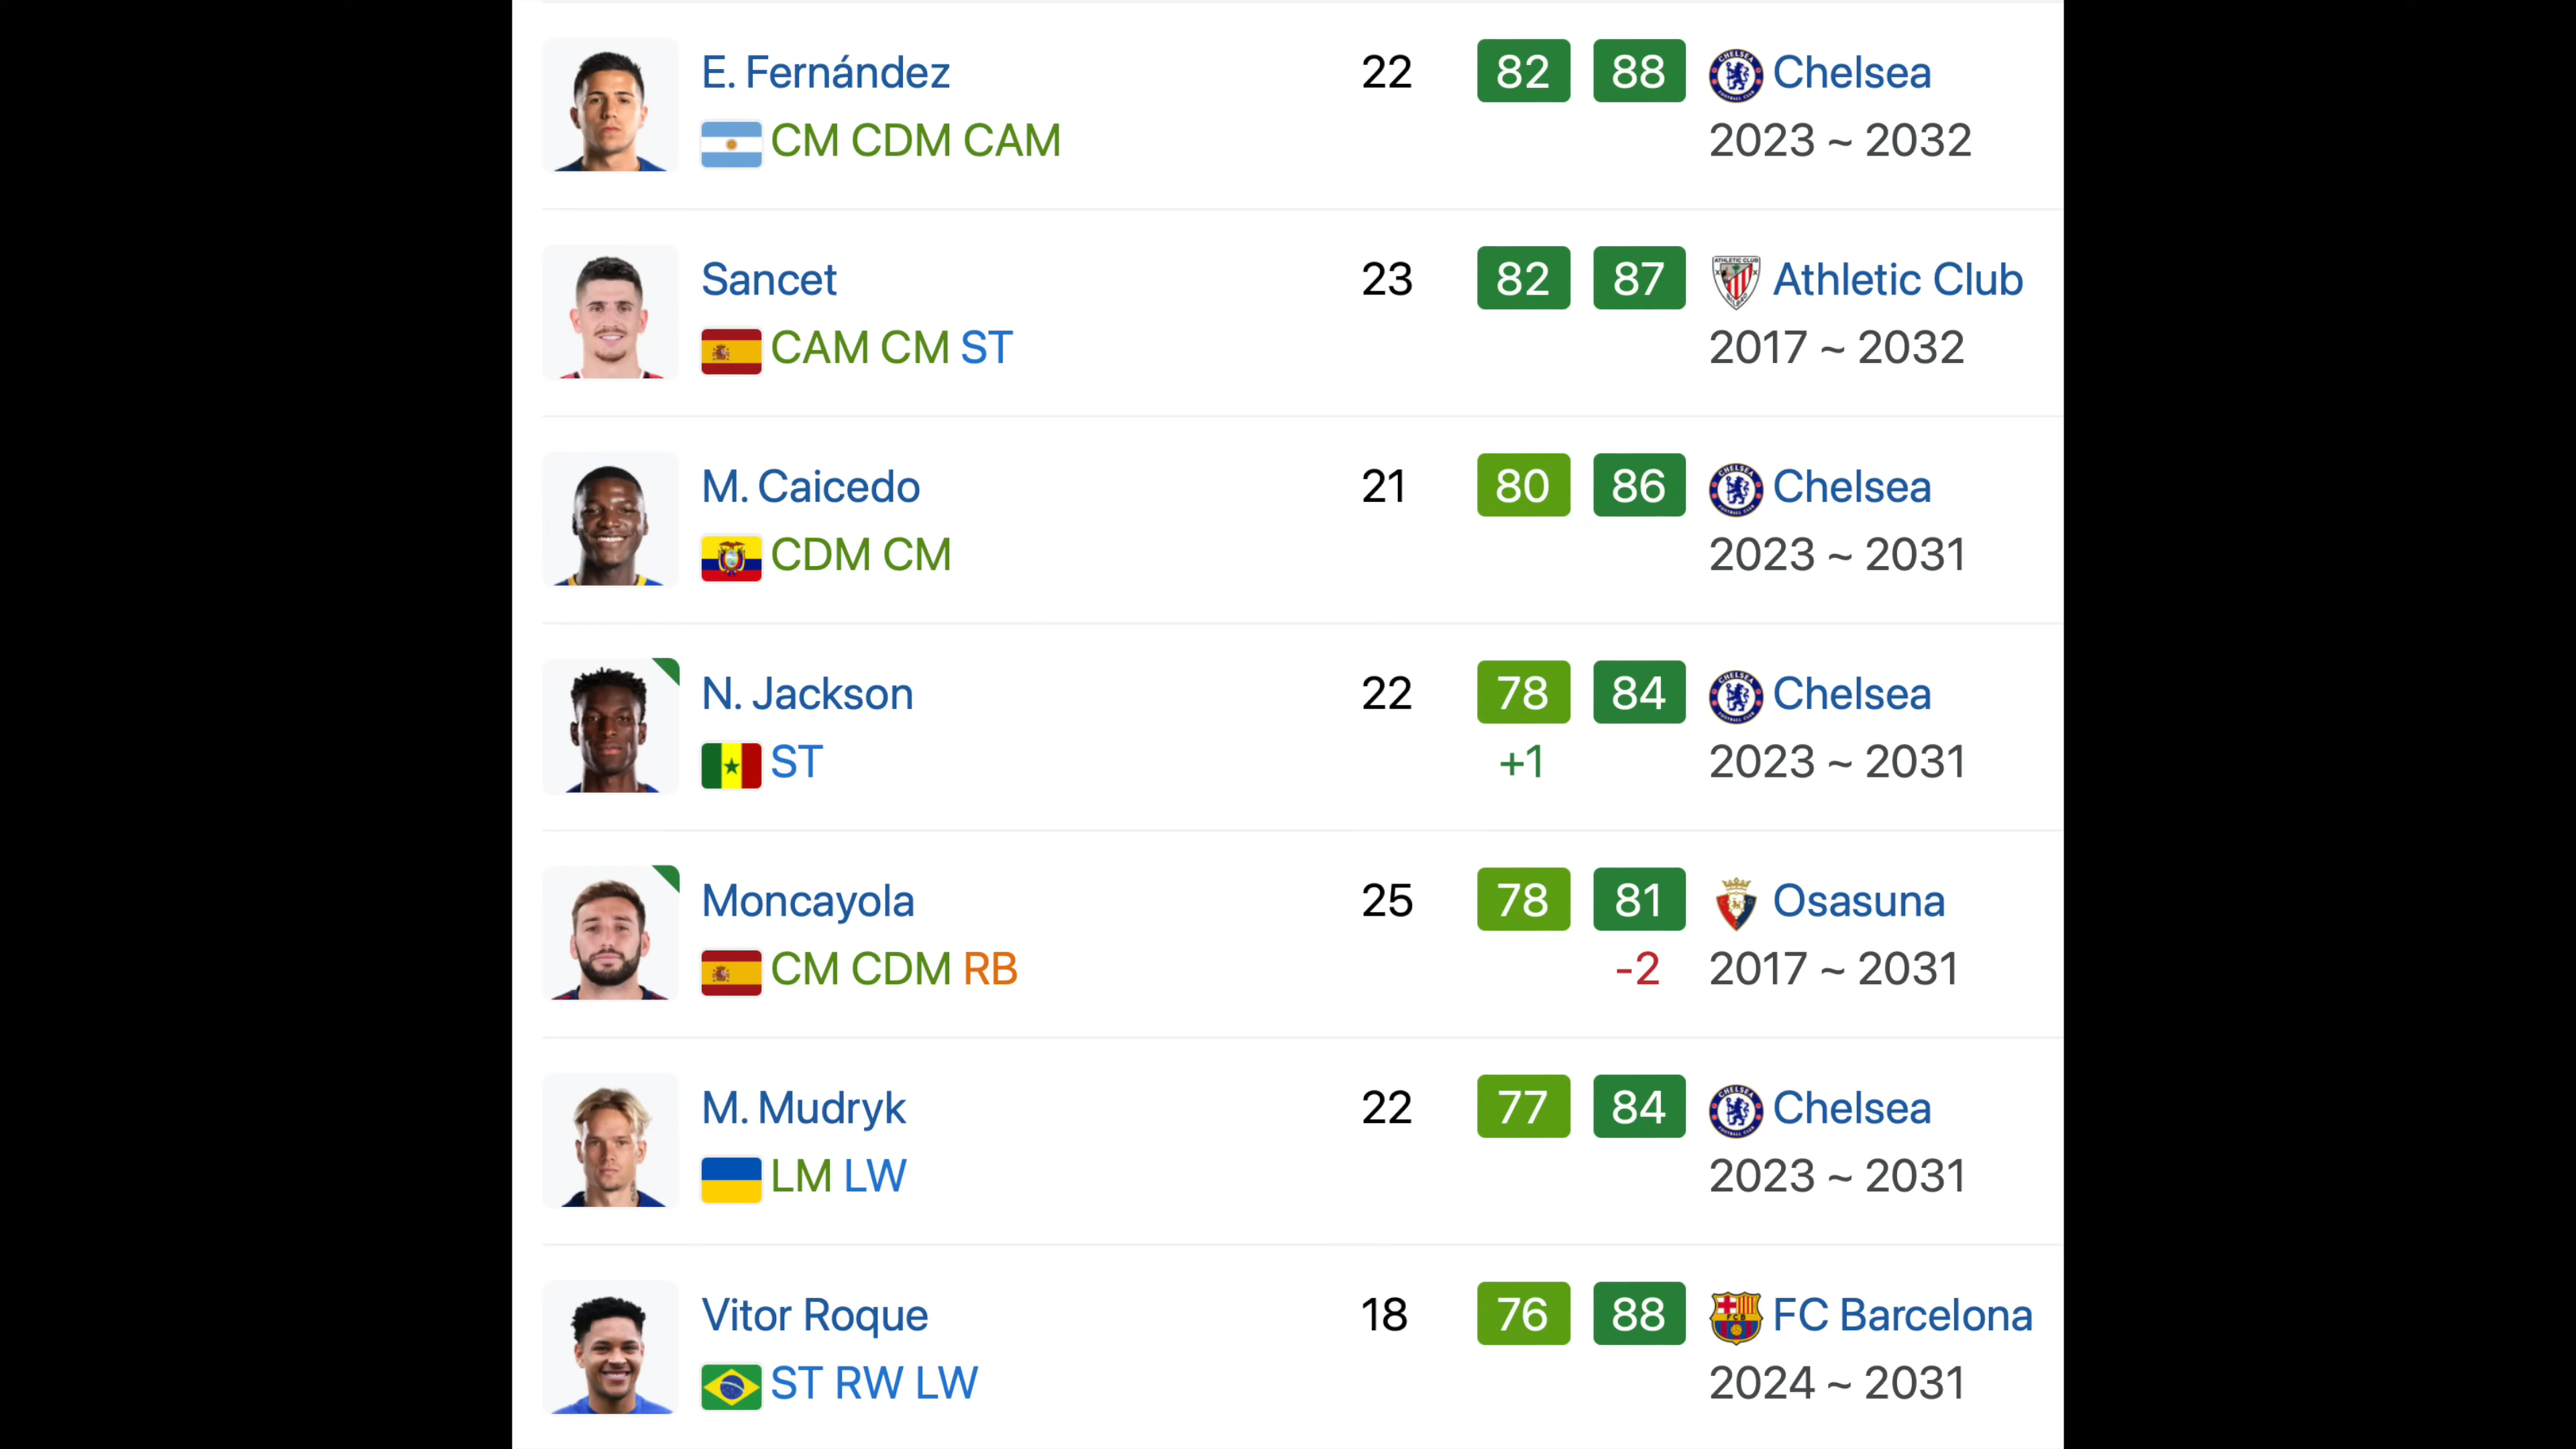 E. Fernández 22 82 88 Chelsea
CM CDM CAM 2023 ~ 2032
Sancet 23 82 87 Athletic Club
CAM CM ST 2017 ~ 2032
M. Caicedo 21 80 86 Chelsea
CDM CM 2023 ~ 2031
N. Jackson 22 78 84 Chelsea
ST +1 2023 ~ 2031
Moncayola 25 78 81 Osasuna
CM CDM RB -2 2017 ~ 2031
M. Mudryk 22 77 84 Chelsea
LM LW 2023 ~ 2031
Vitor Roque 18 76 88 FC Barcelona
ST RW LW 2024 ~ 2031